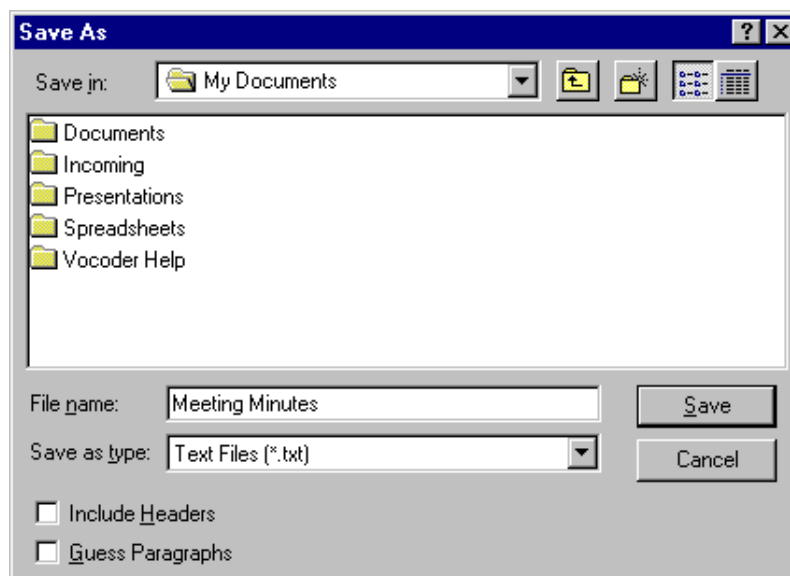 Save As
Save in: My Documents
Documents
Incoming
Presentations
Spreadsheets
Vocoder Help
File name: Meeting Minutes Save
Save as type: Text Files (*.txt) Cancel
Include Headers
Guess Paragraphs